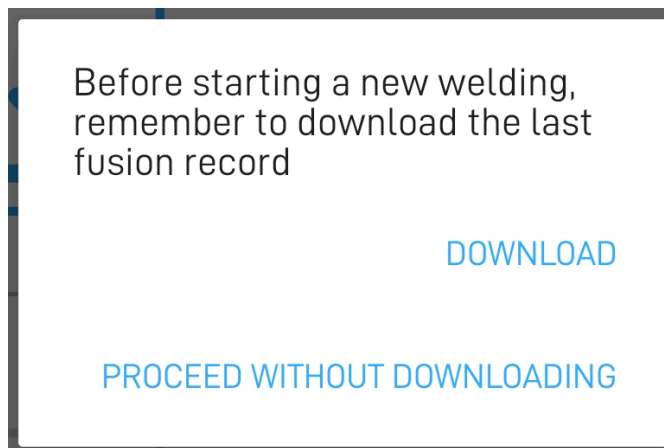 Before starting a new welding,
remember to download the last
fusion record
DOWNLOAD
PROCEED WITHOUT DOWNLOADING